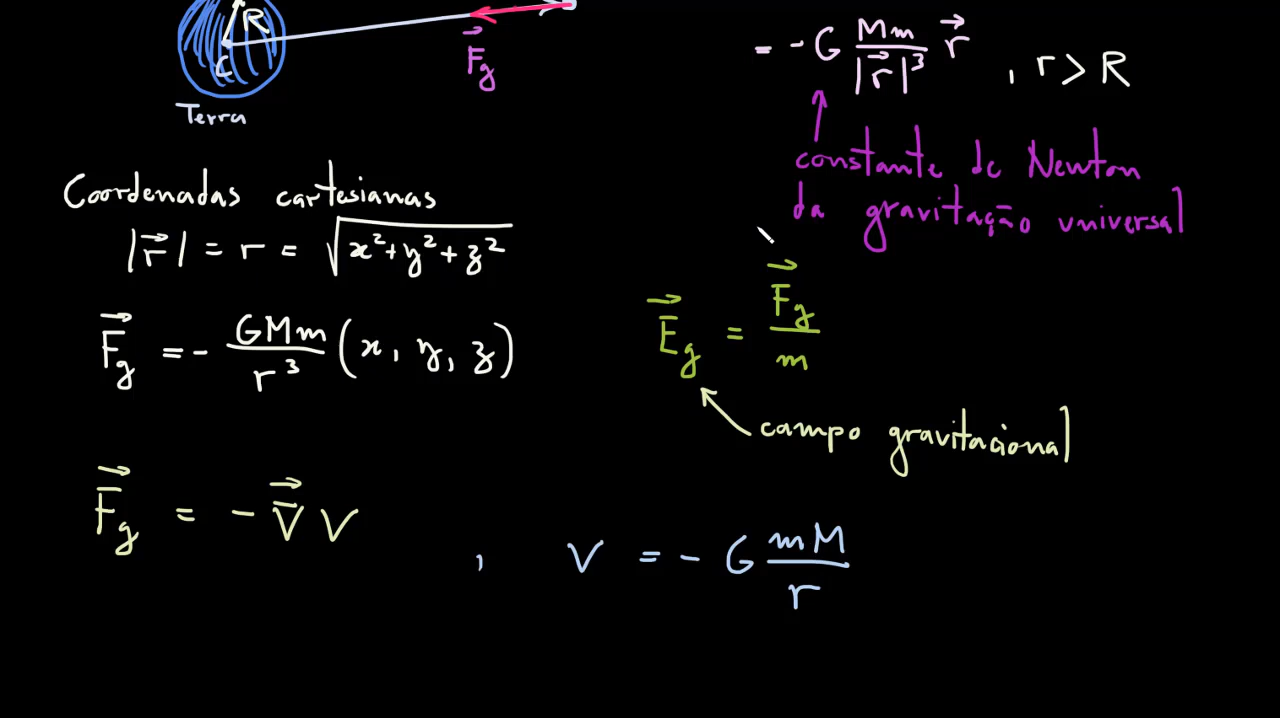 R
C
Terra
F⃗g
= -G Mm/|r⃗|³ r⃗ , r > R
constante de Newton
da gravitação universal
Coordenadas cartesianas
|r⃗| = r = √(x²+y²+z²)
F⃗g = - GMm/r³ (x, y, z)
E⃗g = F⃗g/m
campo gravitacional
F⃗g = - ∇⃗ V , V = - G mM/r